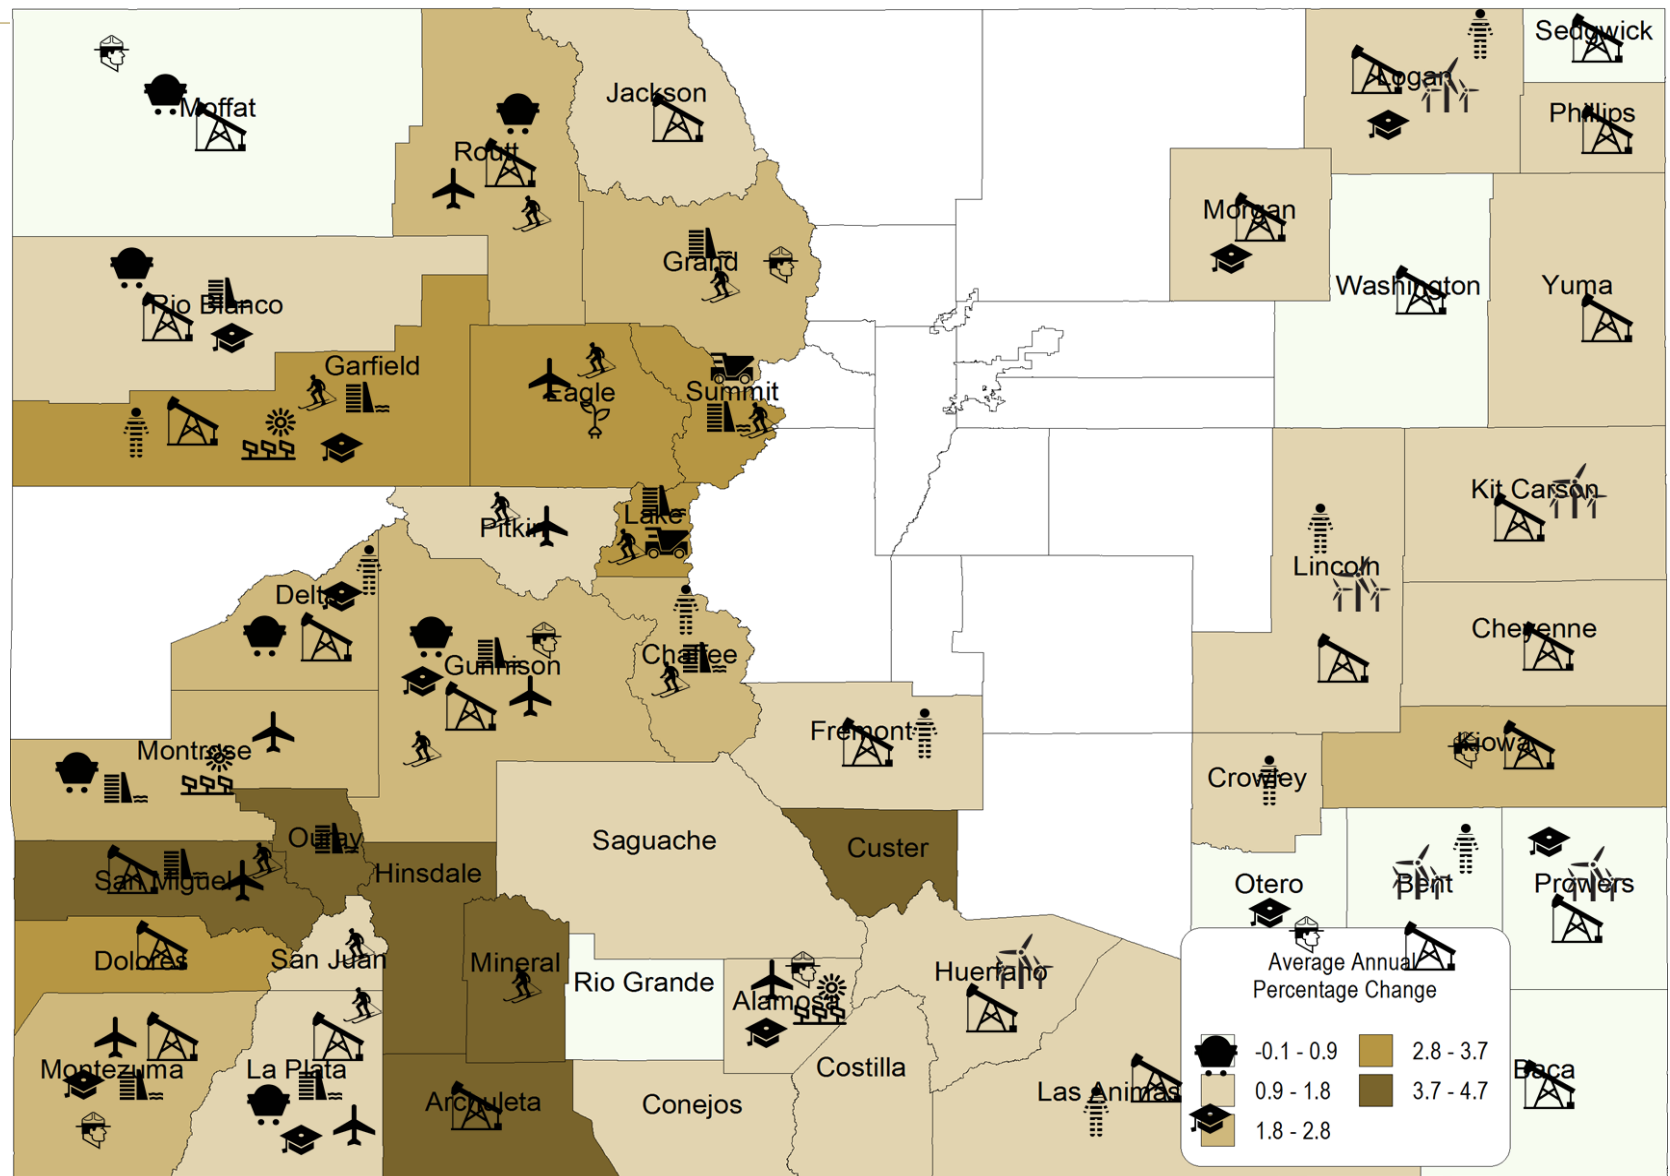 Sedgwick
Moffat
Jackson
Logan
Phillips
Routt
Morgan
Grand
Washington
Yuma
Rio Blanco
Garfield
Eagle
Summit
Pitkin
Lake
Kit Carson
Delta
Lincoln
Gunnison
Chaffee
Cheyenne
Montrose
Fremont
Kiowa
Crowley
Ouray
Saguache
Custer
San Miguel
Hinsdale
Otero
Bent
Prowlers
Dolores
San Juan
Mineral
Rio Grande
Alamosa
Huerfano
Montezuma
La Plata
Costilla
Las Animas
Baca
Archuleta
Conejos
Average Annual
Percentage Change
-0.1 - 0.9
2.8 - 3.7
0.9 - 1.8
3.7 - 4.7
1.8 - 2.8